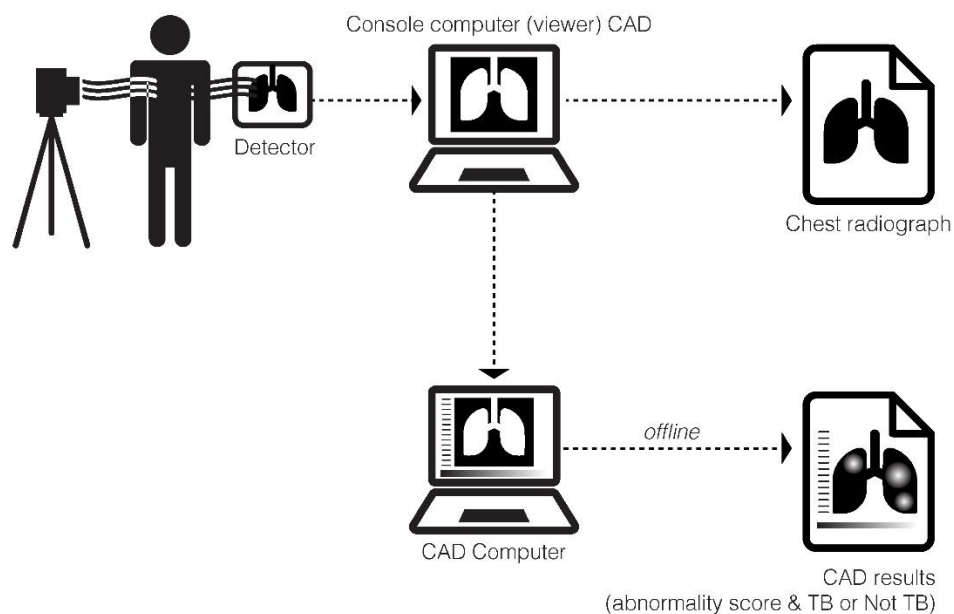 Console computer (viewer) CAD
Detector
Chest radiograph
offline
CAD Computer
CAD results
(abnormality score & TB or Not TB)